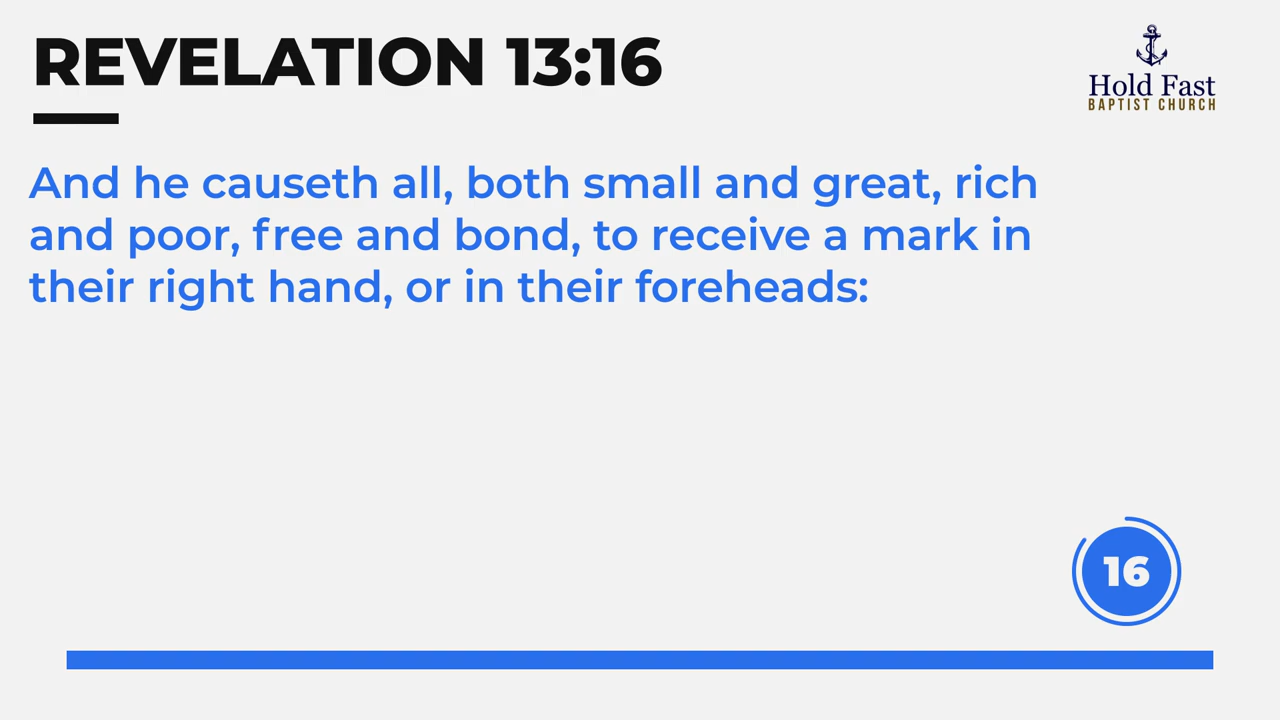 REVELATION 13:16
Hold Fast
BAPTIST CHURCH
And he causeth all, both small and great, rich
and poor, free and bond, to receive a mark in
their right hand, or in their foreheads:
16